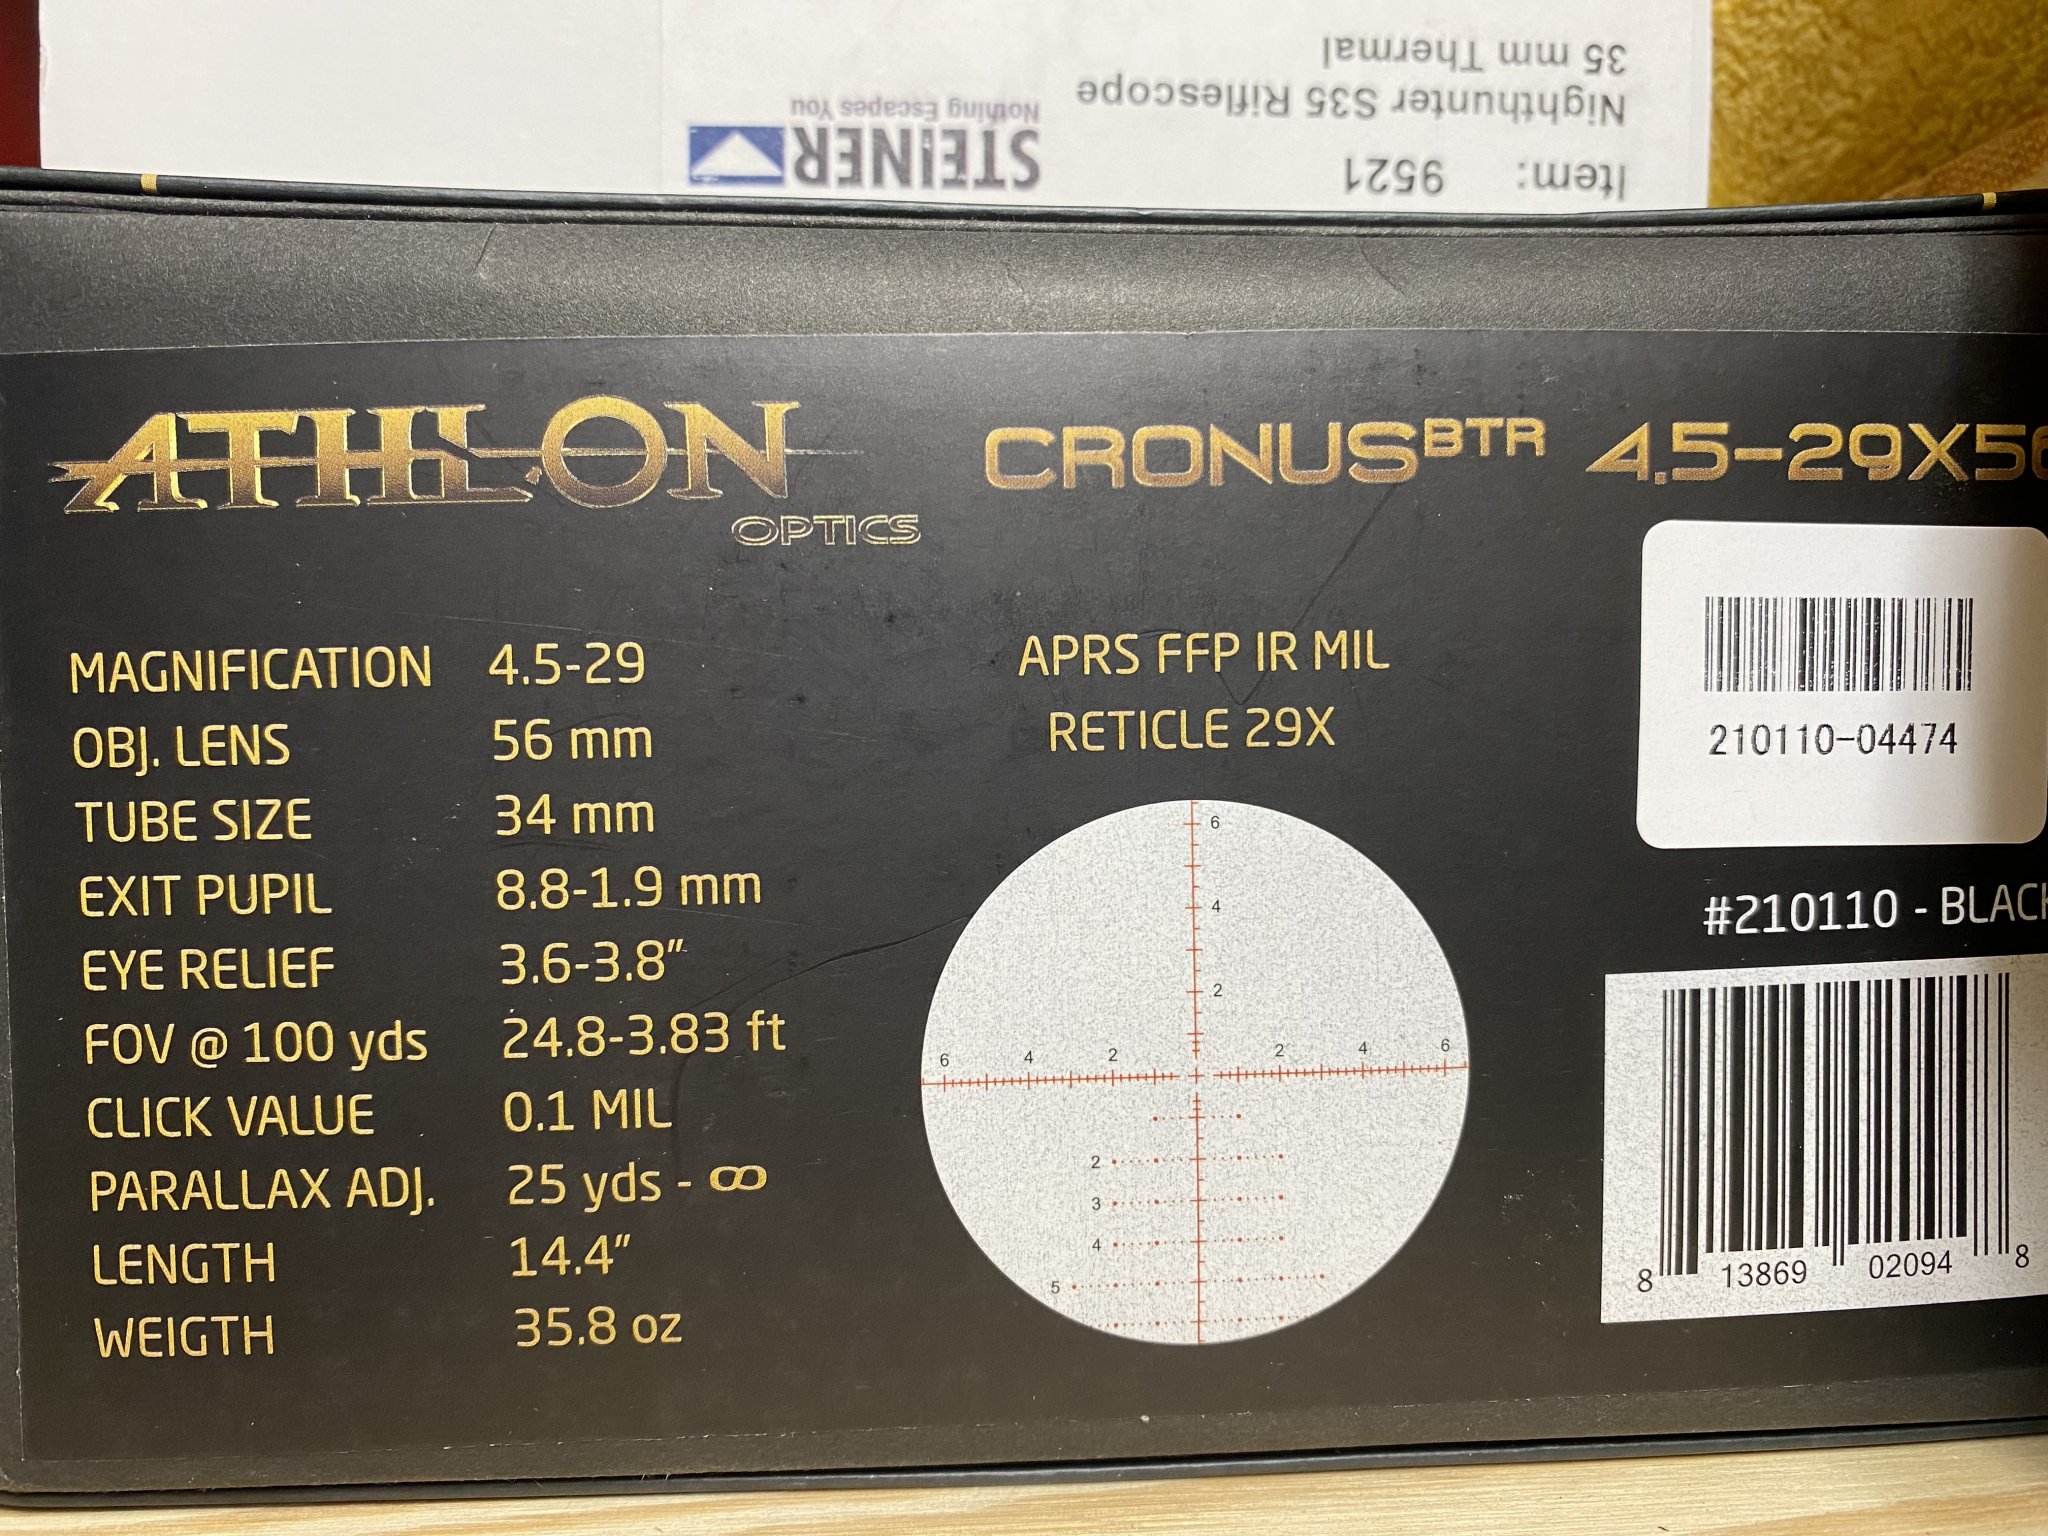 Item: 9521
Nighthunter S35 Riflescope
35 mm Thermal
STEINER
Nothing Escapes You
ATHLON
OPTICS
CRONUS BTR 4.5-29X56
MAGNIFICATION 4.5-29
OBJ. LENS 56 mm
TUBE SIZE 34 mm
EXIT PUPIL 8.8-1.9 mm
EYE RELIEF 3.6-3.8"
FOV @ 100 yds 24.8-3.83 ft
CLICK VALUE 0.1 MIL
PARALLAX ADJ. 25 yds - ∞
LENGTH 14.4"
WEIGTH 35.8 oz
APRS FFP IR MIL
RETICLE 29X
6
4
2
6 4 2 2 4 6
2
3
4
5
210110-04474
#210110 - BLACK
8 13869 02094 8